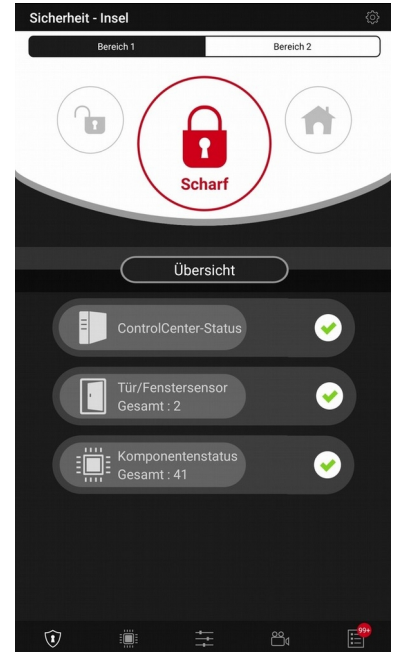 Sicherheit - Insel
Bereich 1
Bereich 2
Scharf
Übersicht
ControlCenter-Status
Tür/Fenstersensor
Gesamt : 2
Komponentenstatus
Gesamt : 41
99+